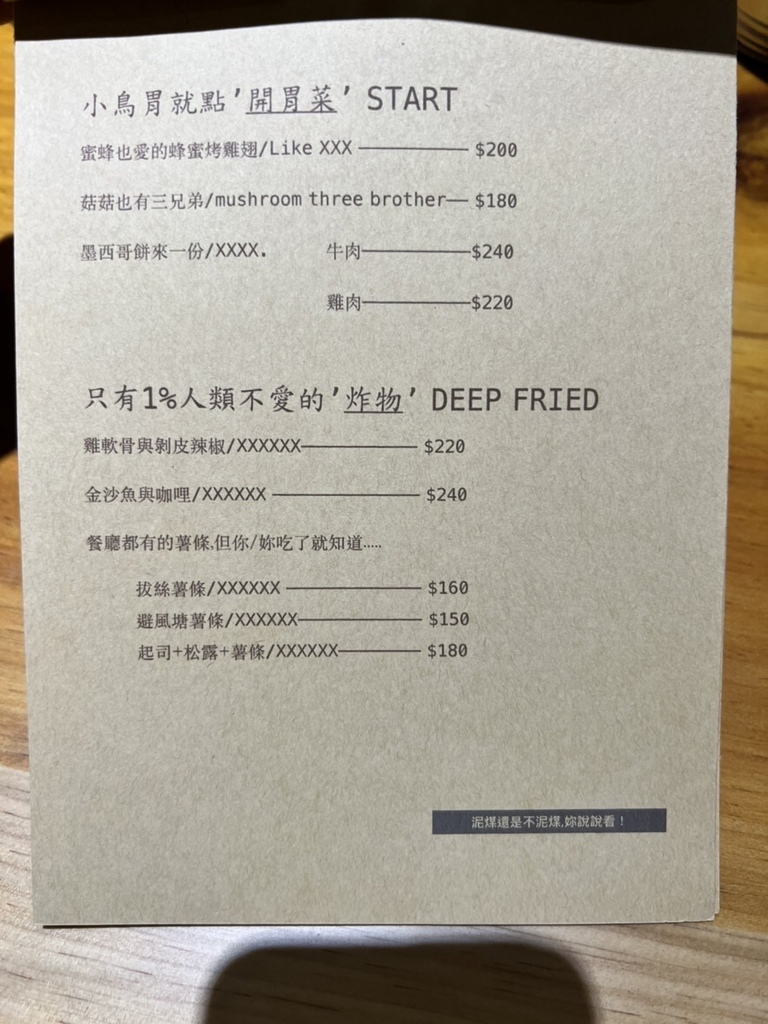 小鳥胃就點'開胃菜' START
蜜蜂也愛的蜂蜜烤雞翅/Like XXX $200
菇菇也有三兄弟/mushroom three brother $180
墨西哥餅來一份/XXXX. 牛肉 $240
雞肉 $220
只有1%人類不愛的'炸物' DEEP FRIED
雞軟骨與剝皮辣椒/XXXXXX $220
金沙魚與咖哩/XXXXXX $240
餐廳都有的薯條,但你/妳吃了就知道.....
拔絲薯條/XXXXXX $160
避風塘薯條/XXXXXX $150
起司+松露+薯條/XXXXXX $180
泥煤還是不泥煤,妳說說看！